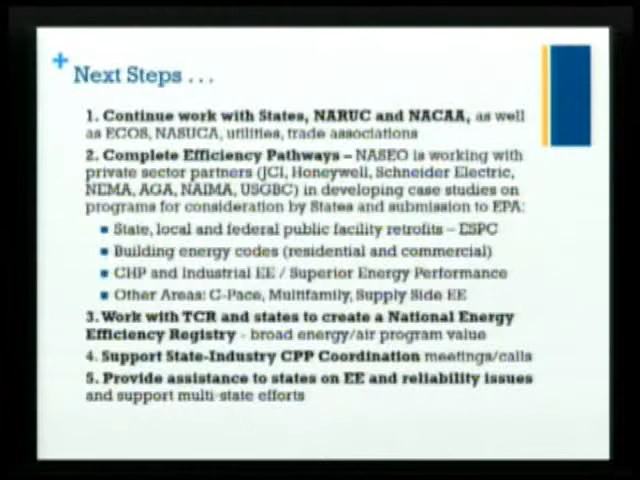 Next Steps . . .
1. Continue work with States, NARUC and NACAA, as well
as ECOS, NASUCA, utilities, trade associations
2. Complete Efficiency Pathways – NASEO is working with
private sector partners (JCI, Honeywell, Schneider Electric,
NEMA, AGA, NAIMA, USGBC) in developing case studies on
programs for consideration by States and submission to EPA:
■ State, local and federal public facility retrofits – ESPC
■ Building energy codes (residential and commercial)
■ CHP and Industrial EE / Superior Energy Performance
■ Other Areas: C-Pace, Multifamily, Supply Side EE
3. Work with TCR and states to create a National Energy
Efficiency Registry - broad energy/air program value
4. Support State-Industry CPP Coordination meetings/calls
5. Provide assistance to states on EE and reliability issues
and support multi-state efforts